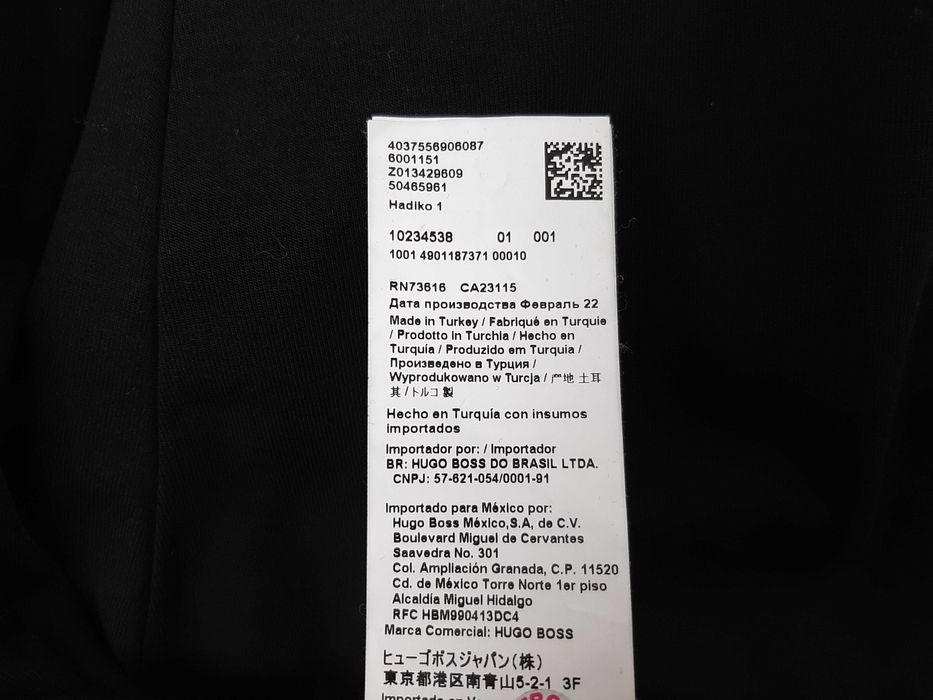 4037556906087
6001151
Z013429609
50465961
Hadiko 1
10234538 01 001
1001 4901187371 00010
RN73616 CA23115
Дата производства Февраль 22
Made in Turkey / Fabriqué en Turquie
/ Prodotto in Turchia / Hecho en
Turquía / Produzido em Turquia /
Произведено в Турция /
Wyprodukowano w Turcja / 产地 土耳
其 / トルコ 製
Hecho en Turquía con insumos
importados
Importador por: / Importador
BR: HUGO BOSS DO BRASIL LTDA.
CNPJ: 57-621-054/0001-91
Importado para México por:
Hugo Boss México,S.A, de C.V.
Boulevard Miguel de Cervantes
Saavedra No. 301
Col. Ampliación Granada, C.P. 11520
Cd. de México Torre Norte 1er piso
Alcaldía Miguel Hidalgo
RFC HBM990413DC4
Marca Comercial: HUGO BOSS
ヒューゴボスジャパン(株)
東京都港区南青山5-2-1 3F